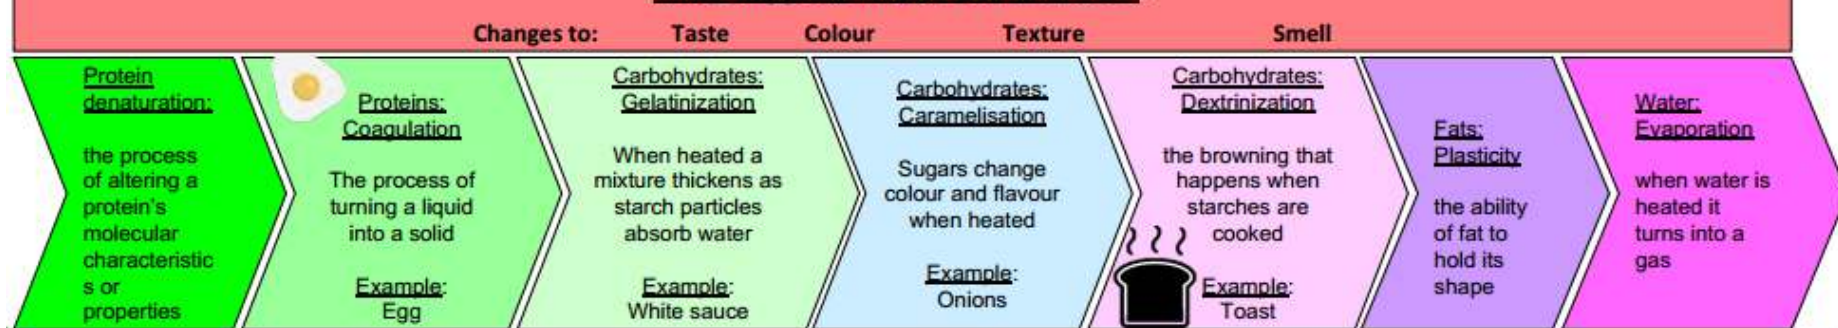 Changes to: Taste Colour Texture Smell
Protein
denaturation:
the process
of altering a
protein's
molecular
characteristic
s or
properties
Proteins:
Coagulation
The process of
turning a liquid
into a solid
Example:
Egg
Carbohydrates:
Gelatinization
When heated a
mixture thickens as
starch particles
absorb water
Example:
White sauce
Carbohydrates:
Caramelisation
Sugars change
colour and flavour
when heated
Example:
Onions
Carbohydrates:
Dextrinization
the browning that
happens when
starches are
cooked
Example:
Toast
Fats:
Plasticity
the ability
of fat to
hold its
shape
Water:
Evaporation
when water is
heated it
turns into a
gas